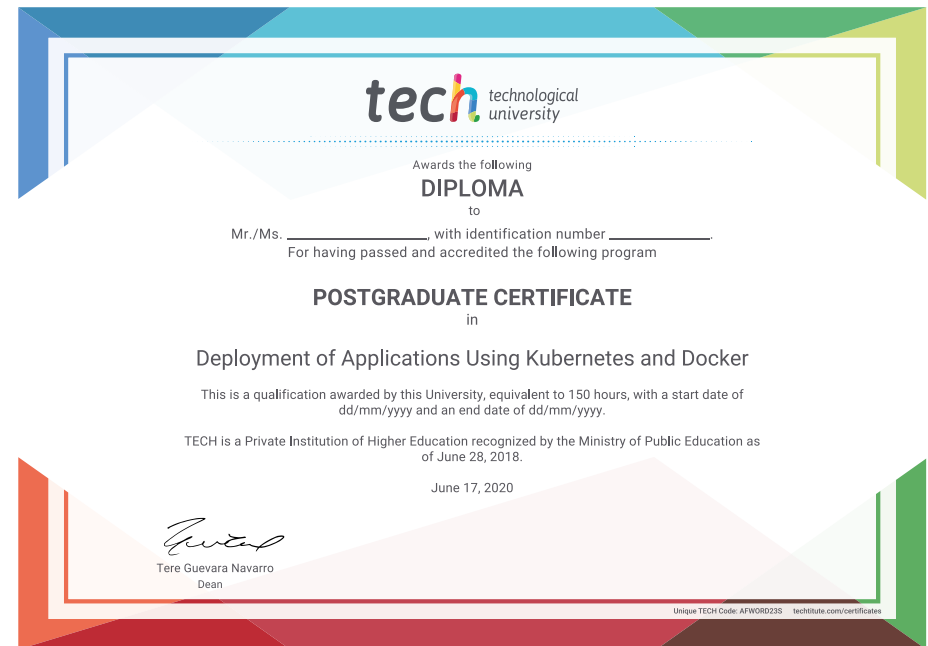 tech technological
university
Awards the following
DIPLOMA
to
Mr./Ms. ____________________, with identification number ______________.
For having passed and accredited the following program
POSTGRADUATE CERTIFICATE
in
Deployment of Applications Using Kubernetes and Docker
This is a qualification awarded by this University, equivalent to 150 hours, with a start date of
dd/mm/yyyy and an end date of dd/mm/yyyy.
TECH is a Private Institution of Higher Education recognized by the Ministry of Public Education as
of June 28, 2018.
June 17, 2020
Tere Guevara Navarro
Dean
Unique TECH Code: AFWORD23S techtitute.com/certificates